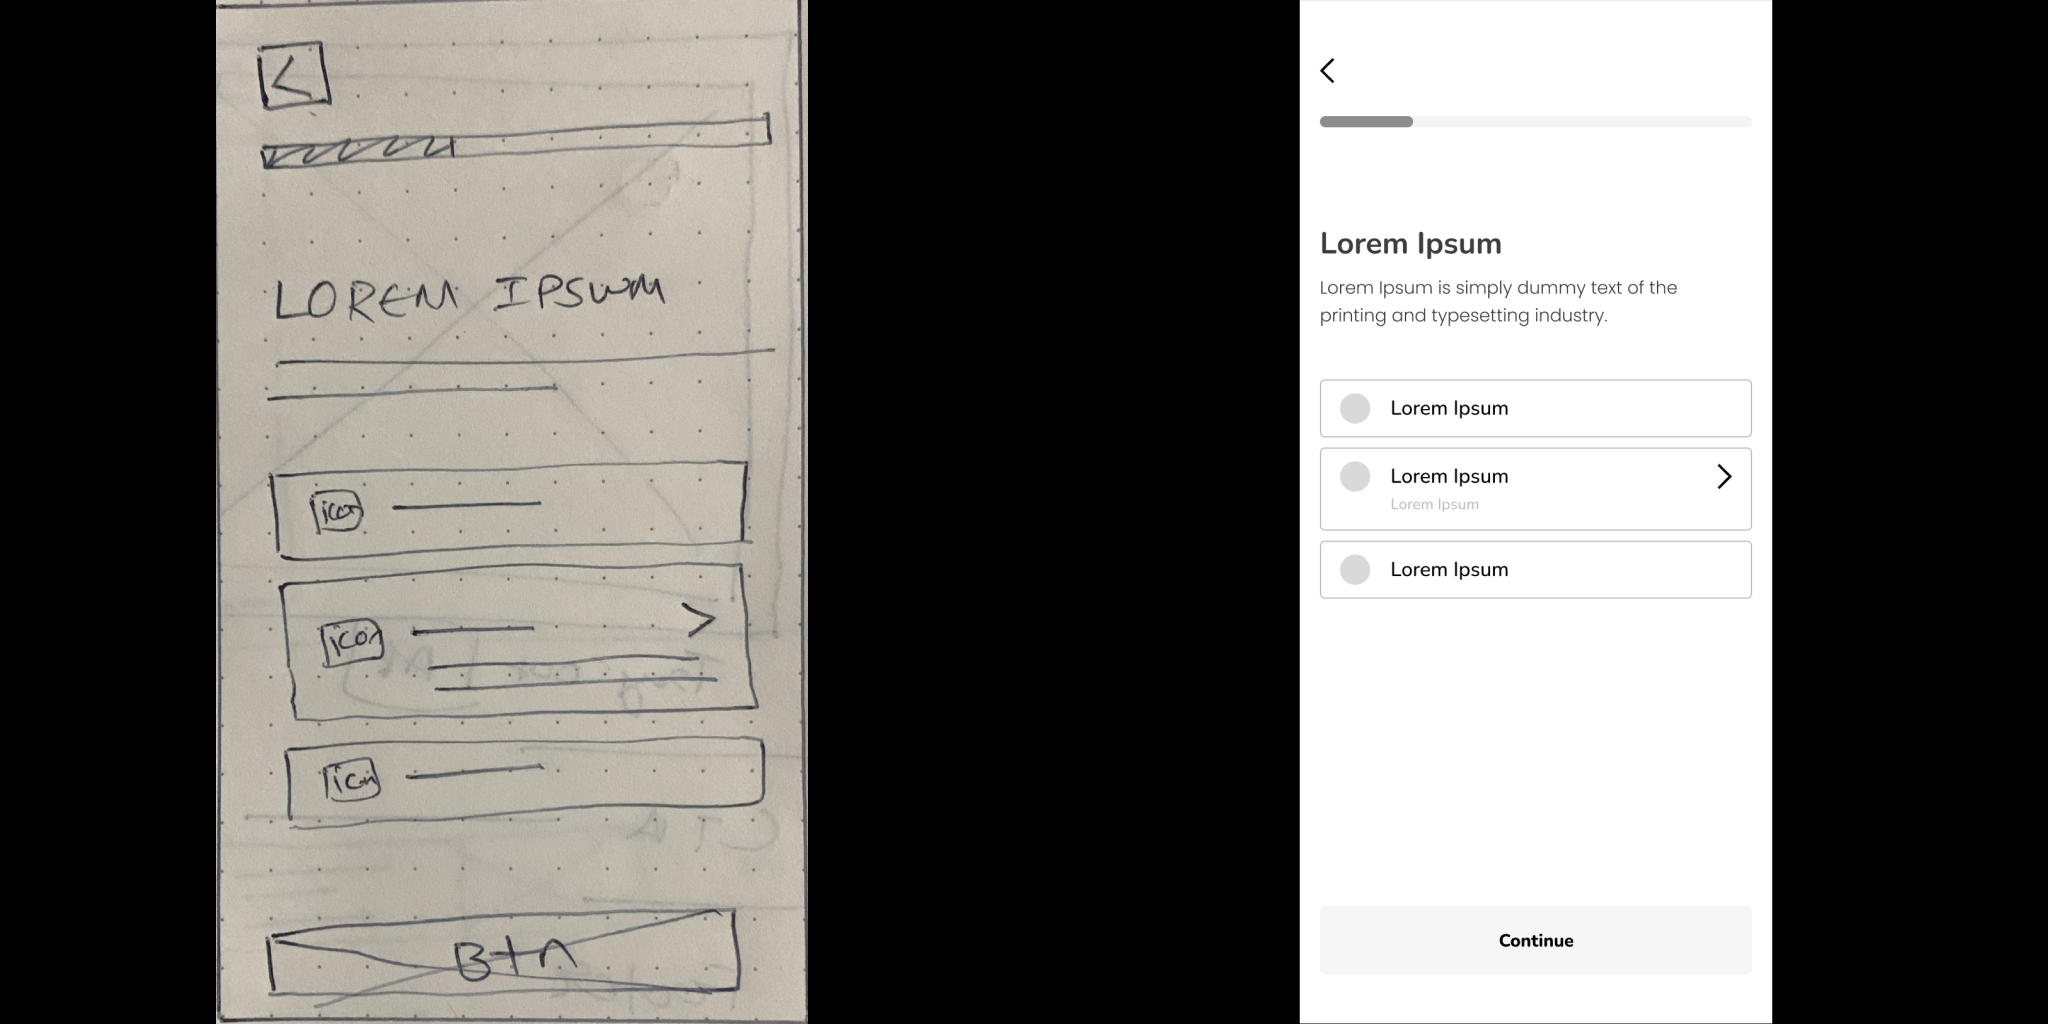 LOREM IPSUM
icon
icon
icon
Btn
Lorem Ipsum
Lorem Ipsum is simply dummy text of the
printing and typesetting industry.
Lorem Ipsum
Lorem Ipsum
Lorem Ipsum
Lorem Ipsum
Continue